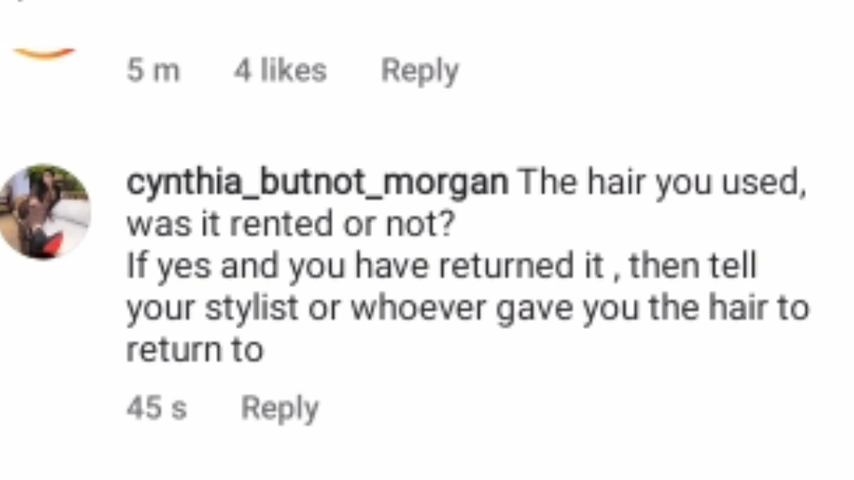 5 m 4 likes Reply
cynthia_butnot_morgan The hair you used,
was it rented or not?
If yes and you have returned it , then tell
your stylist or whoever gave you the hair to
return to
45 s Reply